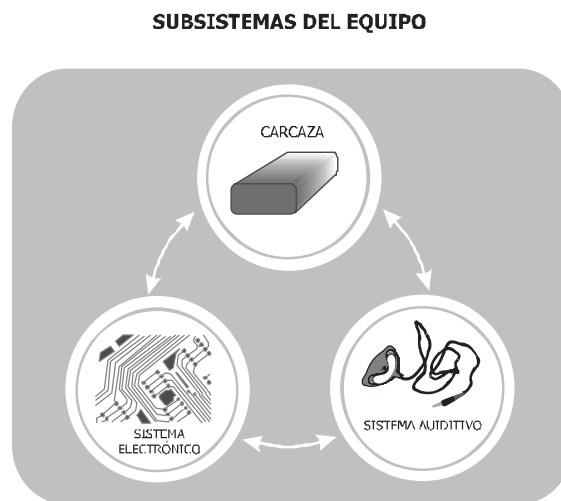 SUBSISTEMAS DEL EQUIPO
CARCAZA
SISTEMA
ELECTRÓNICO
SISTEMA AUDITIVO